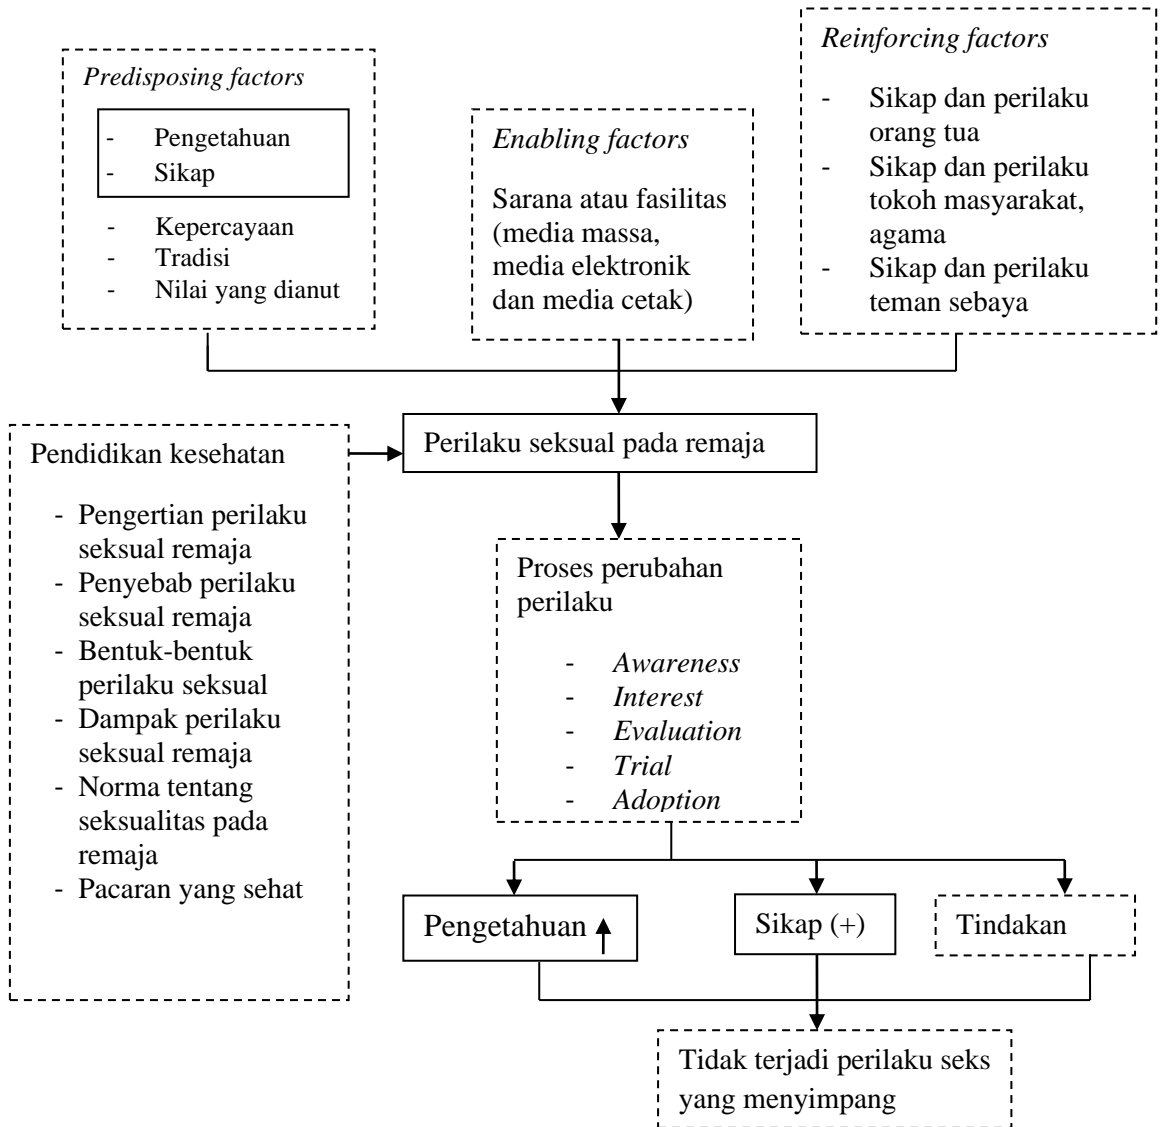 Predisposing factors
- Pengetahuan
- Sikap
- Kepercayaan
- Tradisi
- Nilai yang dianut
Enabling factors
Sarana atau fasilitas
(media massa,
media elektronik
dan media cetak)
Reinforcing factors
- Sikap dan perilaku
orang tua
- Sikap dan perilaku
tokoh masyarakat,
agama
- Sikap dan perilaku
teman sebaya
Perilaku seksual pada remaja
Pendidikan kesehatan
- Pengertian perilaku
seksual remaja
- Penyebab perilaku
seksual remaja
- Bentuk-bentuk
perilaku seksual
- Dampak perilaku
seksual remaja
- Norma tentang
seksualitas pada
remaja
- Pacaran yang sehat
Proses perubahan
perilaku
- Awareness
- Interest
- Evaluation
- Trial
- Adoption
Pengetahuan
Sikap (+)
Tindakan
Tidak terjadi perilaku seks
yang menyimpang